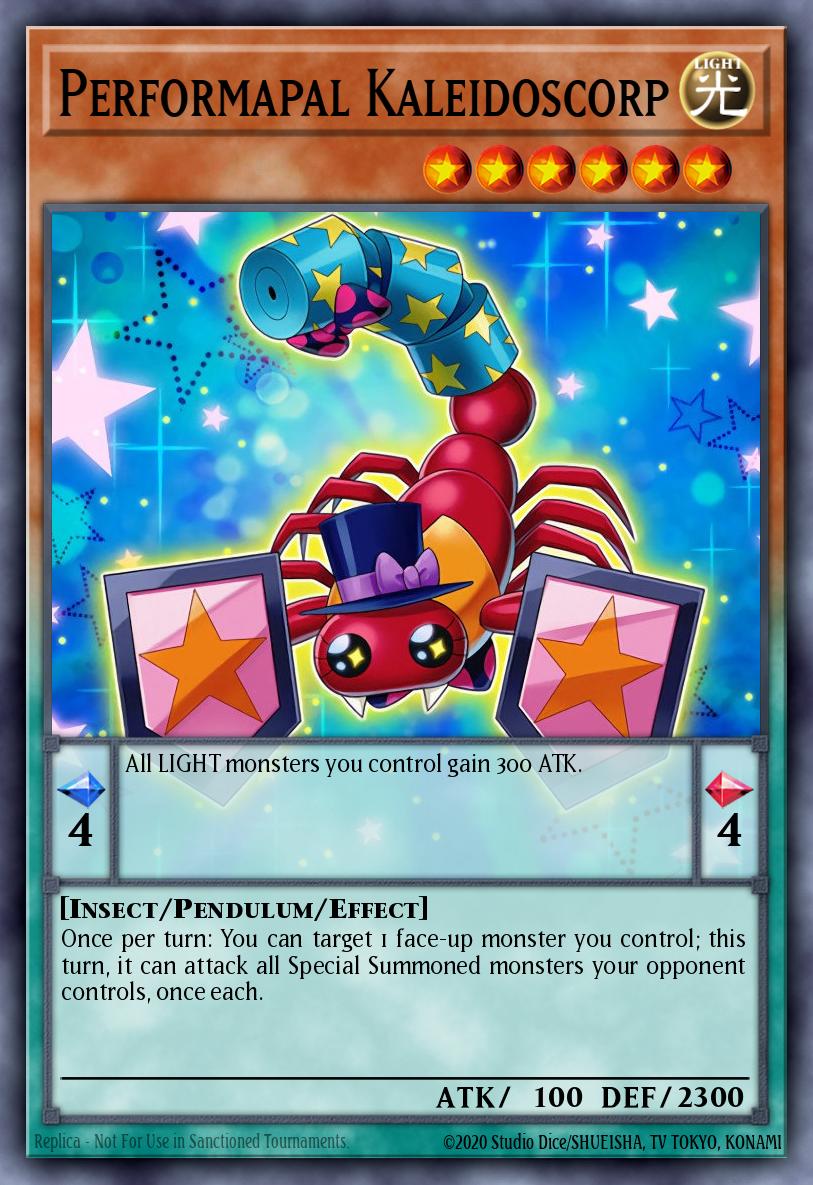 Performapal Kaleidoscorp
LIGHT
光
All LIGHT monsters you control gain 300 ATK.
4
4
[Insect/Pendulum/Effect]
Once per turn: You can target 1 face-up monster you control; this
turn, it can attack all Special Summoned monsters your opponent
controls, once each.
ATK/ 100 DEF/2300
Replica - Not For Use in Sanctioned Tournaments.
©2020 Studio Dice/SHUEISHA, TV TOKYO, KONAMI